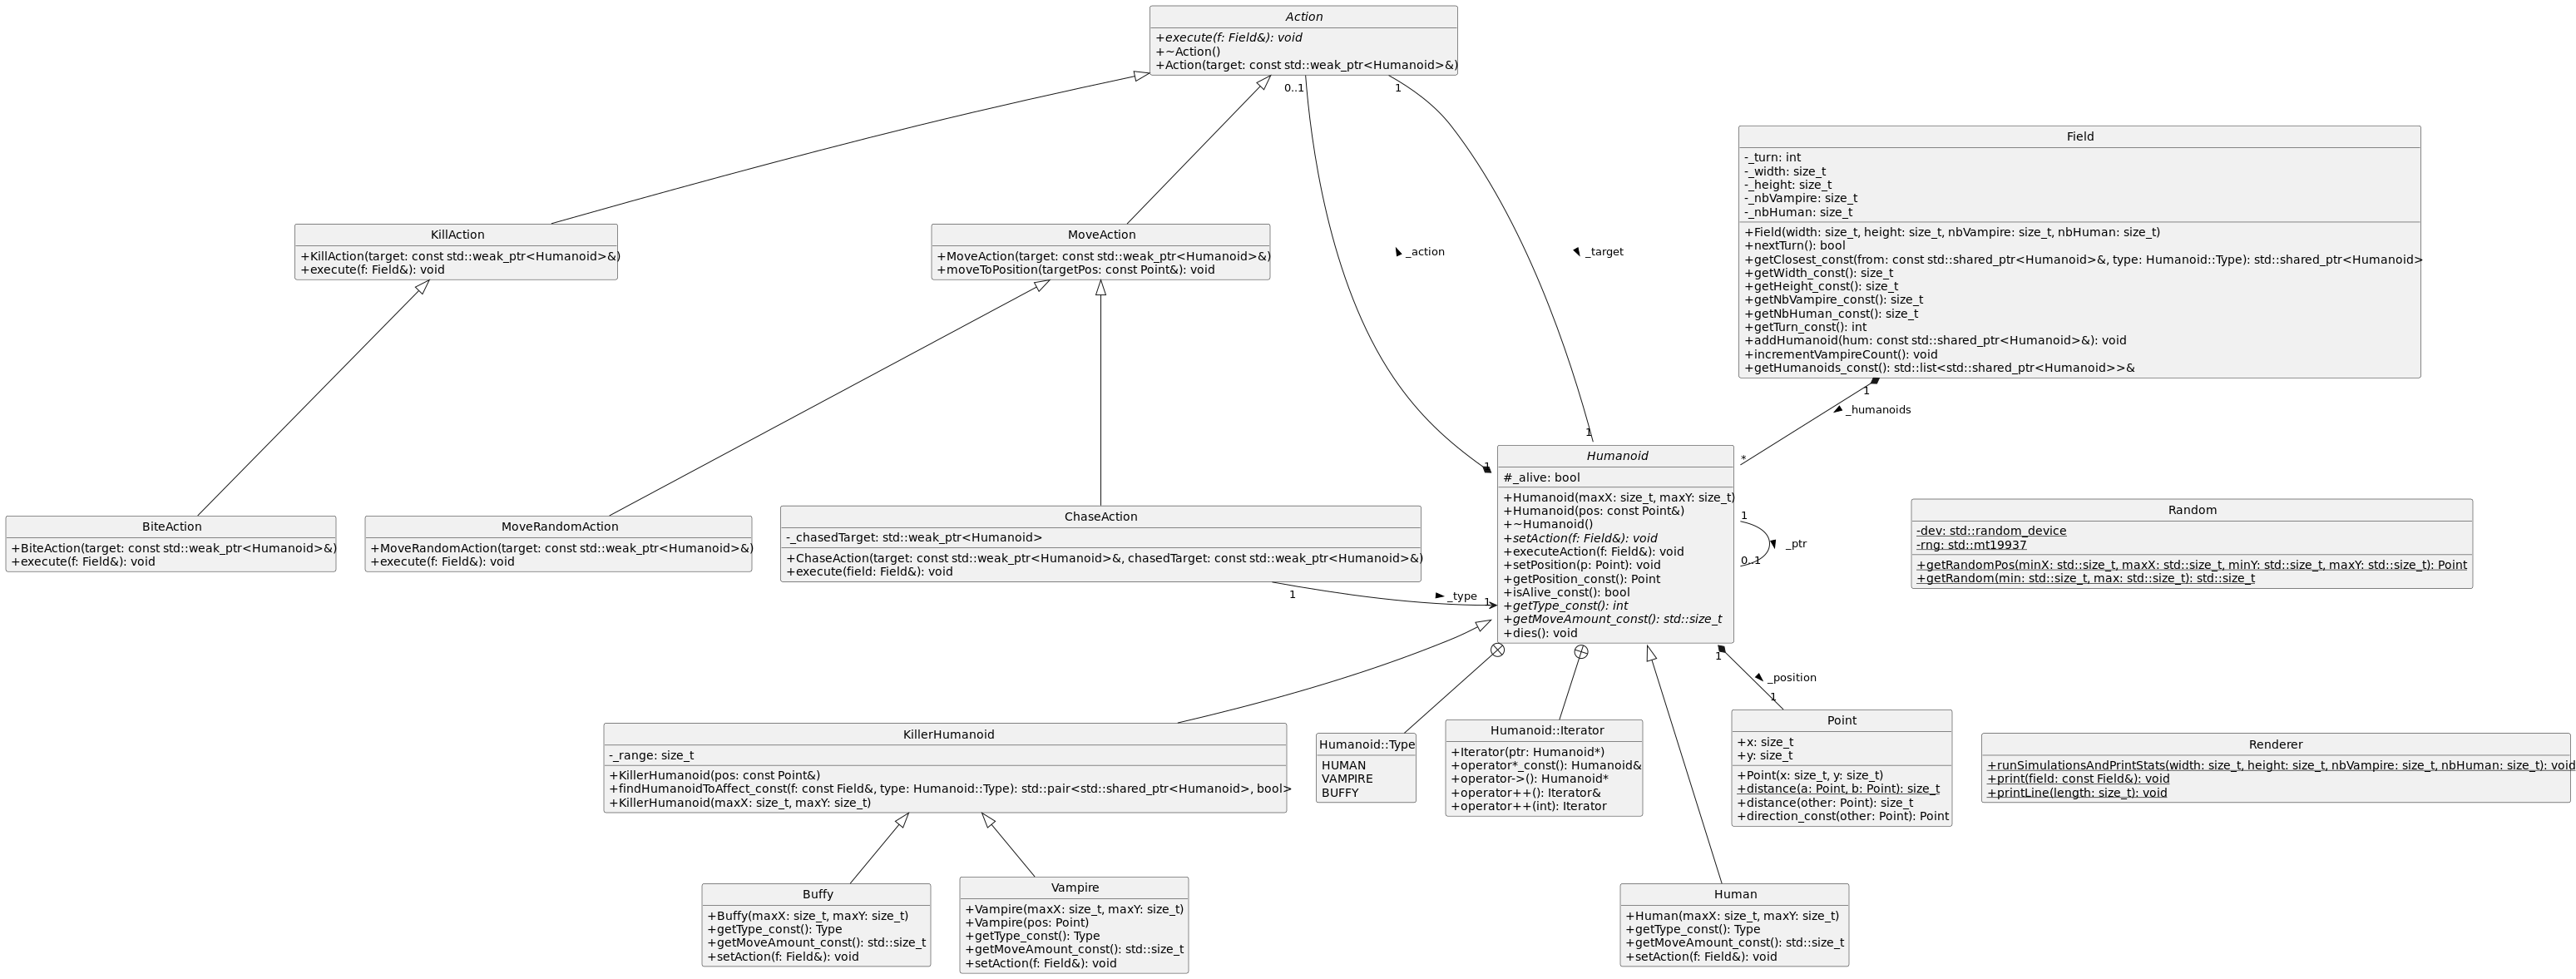 Action
+execute(f: Field&): void
+~Action()
+Action(target: const std::weak_ptr<Humanoid>&)
0..1
1
Field
-_turn: int
-_width: size_t
-_height: size_t
-_nbVampire: size_t
-_nbHuman: size_t
+Field(width: size_t, height: size_t, nbVampire: size_t, nbHuman: size_t)
+nextTurn(): bool
+getClosest_const(from: const std::shared_ptr<Humanoid>&, type: Humanoid::Type): std::shared_ptr<Humanoid>
+getWidth_const(): size_t
+getHeight_const(): size_t
+getNbVampire_const(): size_t
+getNbHuman_const(): size_t
+getTurn_const(): int
+addHumanoid(hum: const std::shared_ptr<Humanoid>&): void
+incrementVampireCount(): void
+getHumanoids_const(): std::list<std::shared_ptr<Humanoid>>&
KillAction
+KillAction(target: const std::weak_ptr<Humanoid>&)
+execute(f: Field&): void
MoveAction
+MoveAction(target: const std::weak_ptr<Humanoid>&)
+moveToPosition(targetPos: const Point&): void
_action
_target
1
_humanoids
1
*
1
BiteAction
+BiteAction(target: const std::weak_ptr<Humanoid>&)
+execute(f: Field&): void
MoveRandomAction
+MoveRandomAction(target: const std::weak_ptr<Humanoid>&)
+execute(f: Field&): void
ChaseAction
-_chasedTarget: std::weak_ptr<Humanoid>
+ChaseAction(target: const std::weak_ptr<Humanoid>&, chasedTarget: const std::weak_ptr<Humanoid>&)
+execute(field: Field&): void
1
_type
1
Humanoid
#_alive: bool
+Humanoid(maxX: size_t, maxY: size_t)
+Humanoid(pos: const Point&)
+~Humanoid()
+setAction(f: Field&): void
+executeAction(f: Field&): void
+setPosition(p: Point): void
+getPosition_const(): Point
+isAlive_const(): bool
+getType_const(): int
+getMoveAmount_const(): std::size_t
+dies(): void
1
_ptr
0..1
Random
-dev: std::random_device
-rng: std::mt19937
+getRandomPos(minX: std::size_t, maxX: std::size_t, minY: std::size_t, maxY: std::size_t): Point
+getRandom(min: std::size_t, max: std::size_t): std::size_t
1
_position
1
KillerHumanoid
-_range: size_t
+KillerHumanoid(pos: const Point&)
+findHumanoidToAffect_const(f: const Field&, type: Humanoid::Type): std::pair<std::shared_ptr<Humanoid>, bool>
+KillerHumanoid(maxX: size_t, maxY: size_t)
Humanoid::Type
HUMAN
VAMPIRE
BUFFY
Humanoid::Iterator
+Iterator(ptr: Humanoid*)
+operator*_const(): Humanoid&
+operator->(): Humanoid*
+operator++(): Iterator&
+operator++(int): Iterator
Point
+x: size_t
+y: size_t
+Point(x: size_t, y: size_t)
+distance(a: Point, b: Point): size_t
+distance(other: Point): size_t
+direction_const(other: Point): Point
Renderer
+runSimulationsAndPrintStats(width: size_t, height: size_t, nbVampire: size_t, nbHuman: size_t): void
+print(field: const Field&): void
+printLine(length: size_t): void
Buffy
+Buffy(maxX: size_t, maxY: size_t)
+getType_const(): Type
+getMoveAmount_const(): std::size_t
+setAction(f: Field&): void
Vampire
+Vampire(maxX: size_t, maxY: size_t)
+Vampire(pos: Point)
+getType_const(): Type
+getMoveAmount_const(): std::size_t
+setAction(f: Field&): void
Human
+Human(maxX: size_t, maxY: size_t)
+getType_const(): Type
+getMoveAmount_const(): std::size_t
+setAction(f: Field&): void